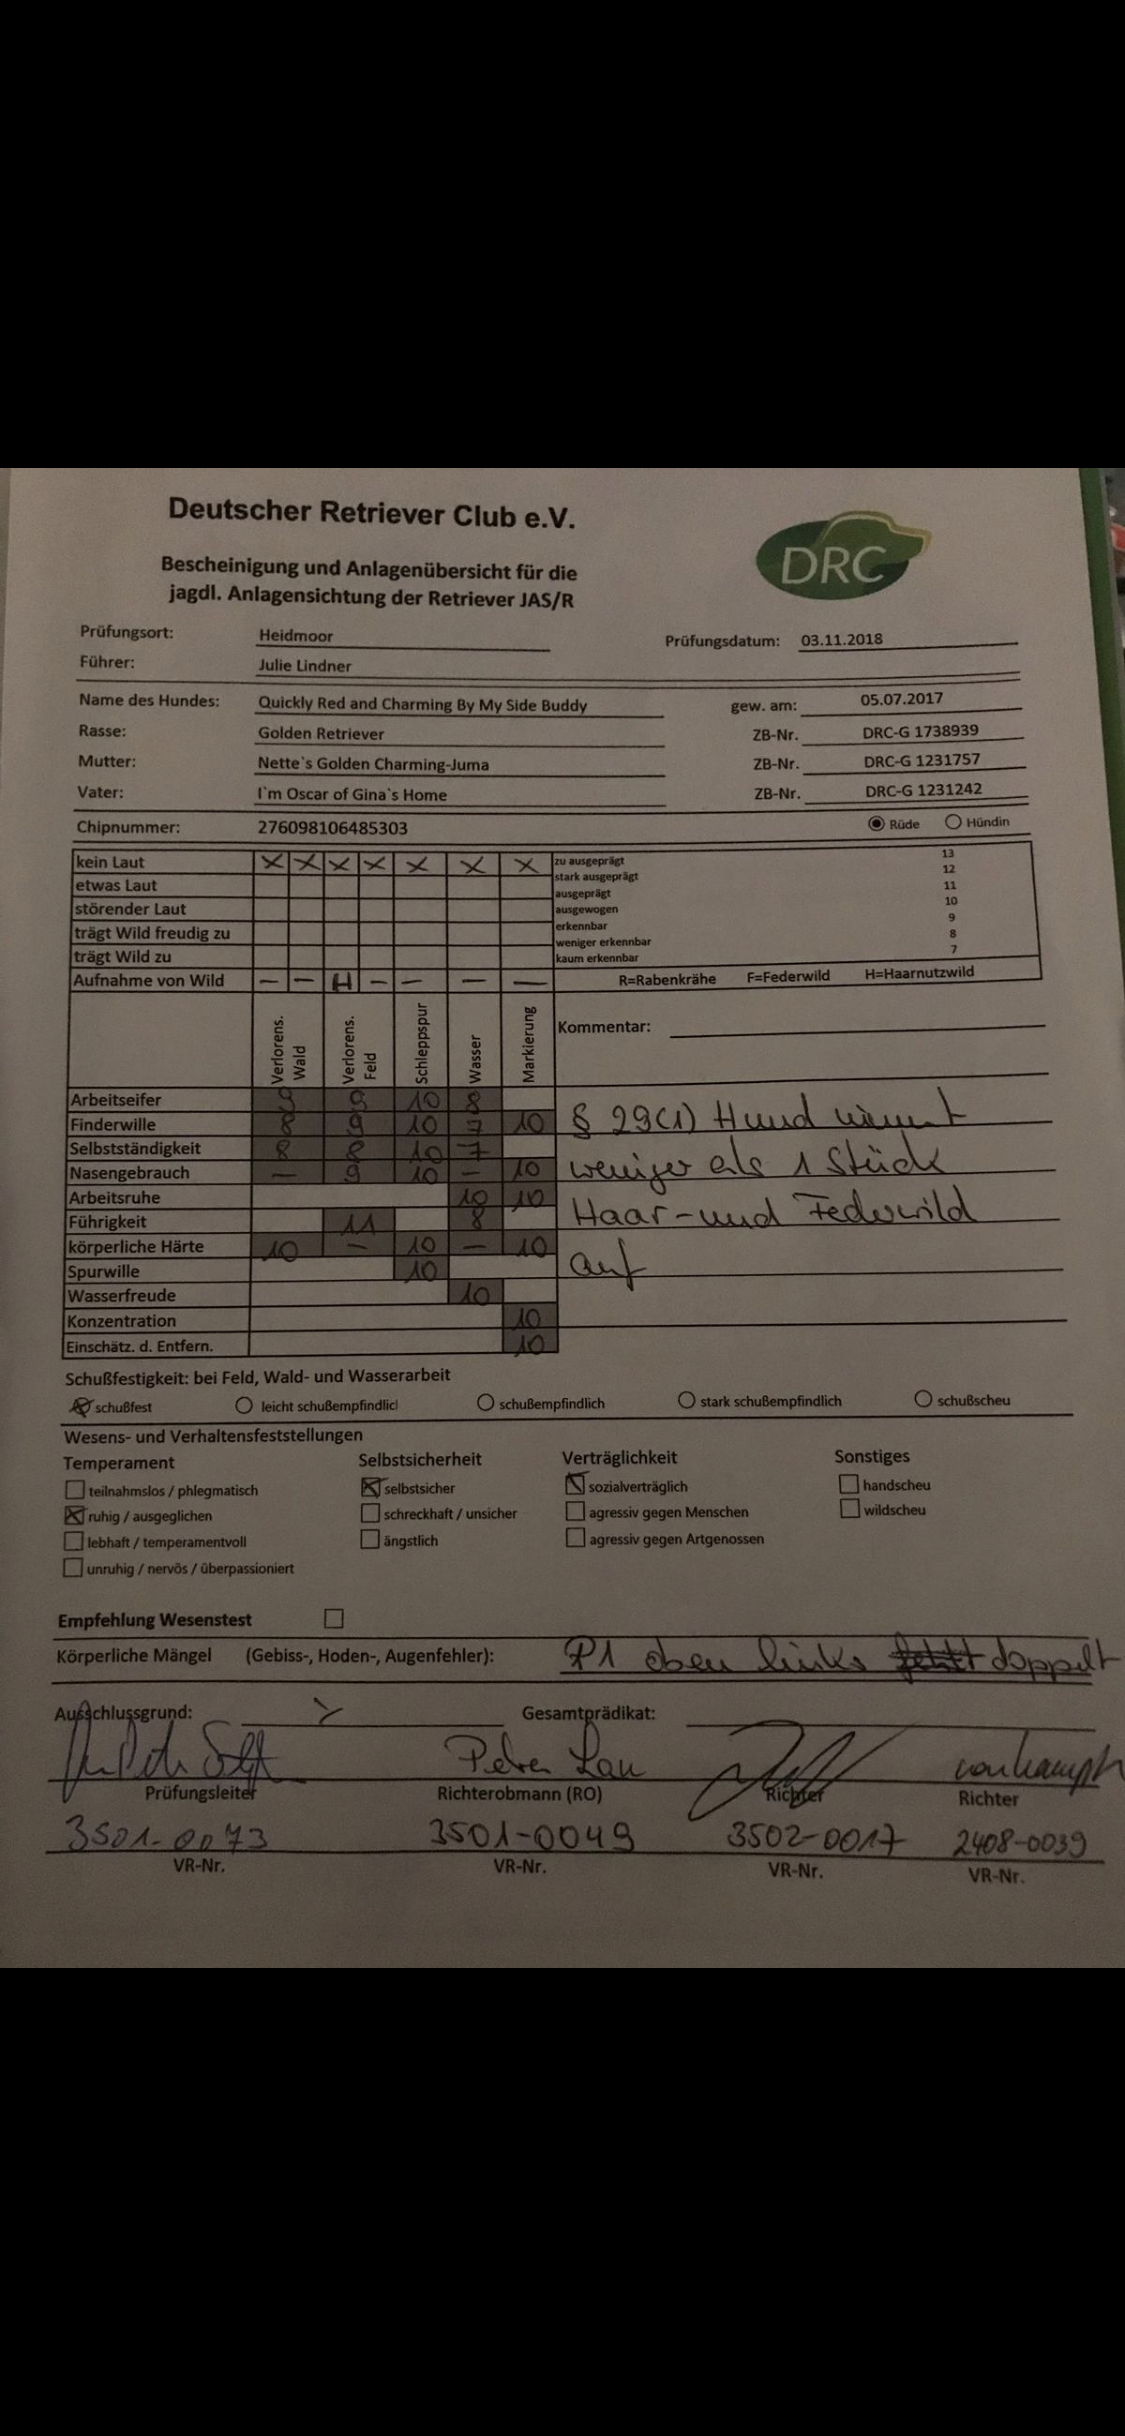 Deutscher Retriever Club e.V.
Bescheinigung und Anlagenübersicht für die
jagdl. Anlagensichtung der Retriever JAS/R
DRC
Prüfungsort: Heidmoor Prüfungsdatum: 03.11.2018
Führer: Julie Lindner
Name des Hundes: Quickly Red and Charming By My Side Buddy gew. am: 05.07.2017
Rasse: Golden Retriever ZB-Nr. DRC-G 1738939
Mutter: Nette`s Golden Charming-Juma ZB-Nr. DRC-G 1231757
Vater: I`m Oscar of Gina`s Home ZB-Nr. DRC-G 1231242
Chipnummer: 276098106485303 Rüde Hündin
kein Laut X X X X X X X zu ausgeprägt 13
stark ausgeprägt 12
etwas Laut ausgeprägt 11
störender Laut ausgewogen 10
trägt Wild freudig zu erkennbar 9
weniger erkennbar 8
trägt Wild zu kaum erkennbar 7
Aufnahme von Wild – – H – – – – R=Rabenkrähe F=Federwild H=Haarnutzwild
Verlorens. Wald Verlorens. Feld Schleppspur Wasser Markierung Kommentar:
Arbeitseifer 9 9 10 8
Finderwille 8 9 10 7 10 § 29(1) Hund nimmt
Selbstständigkeit 8 8 10 7
Nasengebrauch – 9 10 – 10 weniger als 1 Stück
Arbeitsruhe 10 10
Führigkeit 11 8 Haar-und Federwild
körperliche Härte 10 – 10 – 10
Spurwille 10 auf
Wasserfreude 10
Konzentration 10
Einschätz. d. Entfern. 10
Schußfestigkeit: bei Feld, Wald- und Wasserarbeit
schußfest leicht schußempfindlicl schußempfindlich stark schußempfindlich schußscheu
Wesens- und Verhaltensfeststellungen
Temperament Selbstsicherheit Verträglichkeit Sonstiges
teilnahmslos / phlegmatisch selbstsicher sozialverträglich handscheu
ruhig / ausgeglichen schreckhaft / unsicher agressiv gegen Menschen wildscheu
lebhaft / temperamentvoll ängstlich agressiv gegen Artgenossen
unruhig / nervös / überpassioniert
Empfehlung Wesenstest
Körperliche Mängel (Gebiss-, Hoden-, Augenfehler): P1 oben links doppelt
Ausschlussgrund: Gesamtprädikat:
Peter Lau
Prüfungsleiter Richterobmann (RO) Richter Richter
3501-0073 3501-0049 3502-0017 2408-0039
VR-Nr. VR-Nr. VR-Nr. VR-Nr.